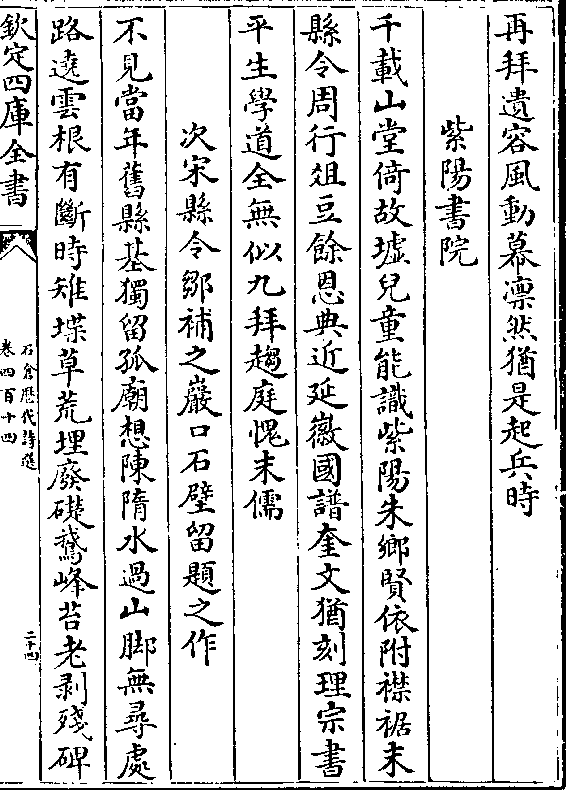 再拜遺容風動幕凛然猶是起兵時
紫陽書院
千載山堂倚故墟兒童能識紫陽朱鄉賢依附襟裾末
縣令周行俎豆餘恩典近延徽國譜奎文猶刻理宗書
平生學道全無似九拜趨庭愧末儒
次宋縣令鄒補之巖口石壁留題之作
不見當年舊縣基獨留孤廟想陳隋水過山脚無尋處
路遶雲根有斷時雉堞草荒埋廢礎鵞峰苔老剥殘碑
欽定四庫全書
石倉歷代詩選
卷四百十四
二十四